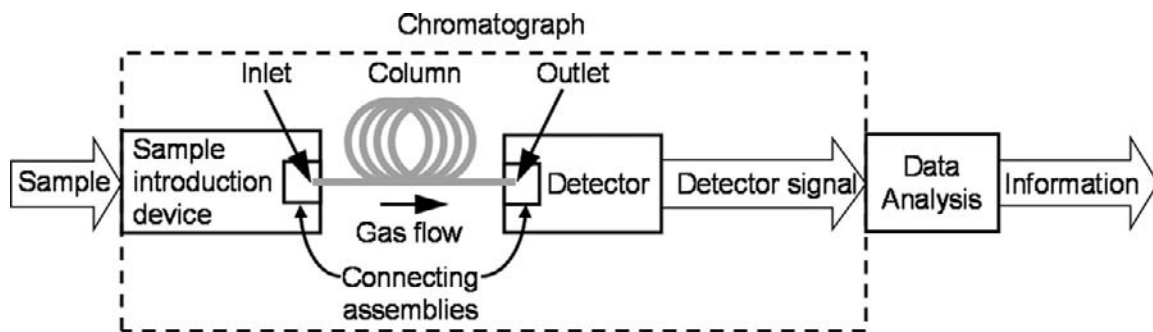 Chromatograph
Inlet
Column
Outlet
Sample
Sample
introduction
device
Detector
Detector signal
Data
Analysis
Information
Gas flow
Connecting
assemblies